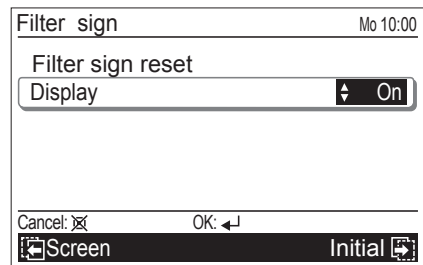 Filter sign Mo 10:00
Filter sign reset
Display On
Cancel: OK:
Screen Initial